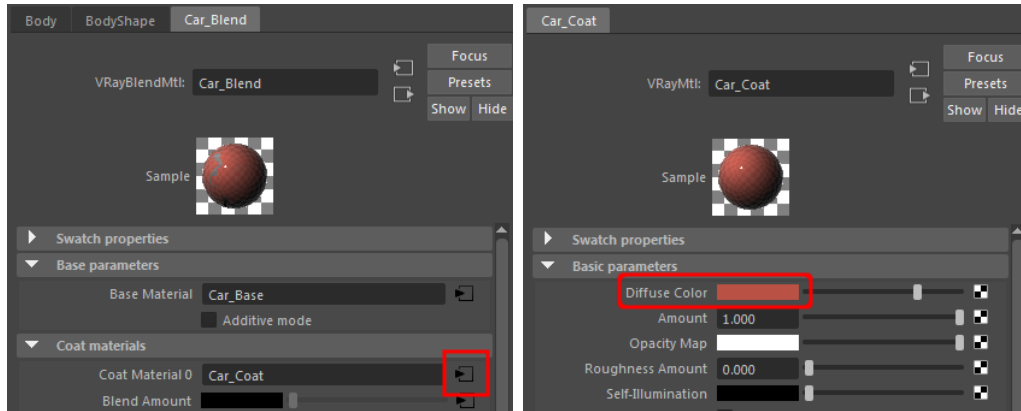 Body BodyShape Car_Blend
VRayBlendMtl: Car_Blend
Focus
Presets
Show Hide
Sample
Swatch properties
Base parameters
Base Material Car_Base
Additive mode
Coat materials
Coat Material 0 Car_Coat
Blend Amount
Car_Coat
VRayMtl: Car_Coat
Focus
Presets
Show Hide
Sample
Swatch properties
Basic parameters
Diffuse Color
Amount 1.000
Opacity Map
Roughness Amount 0.000
Self-Illumination